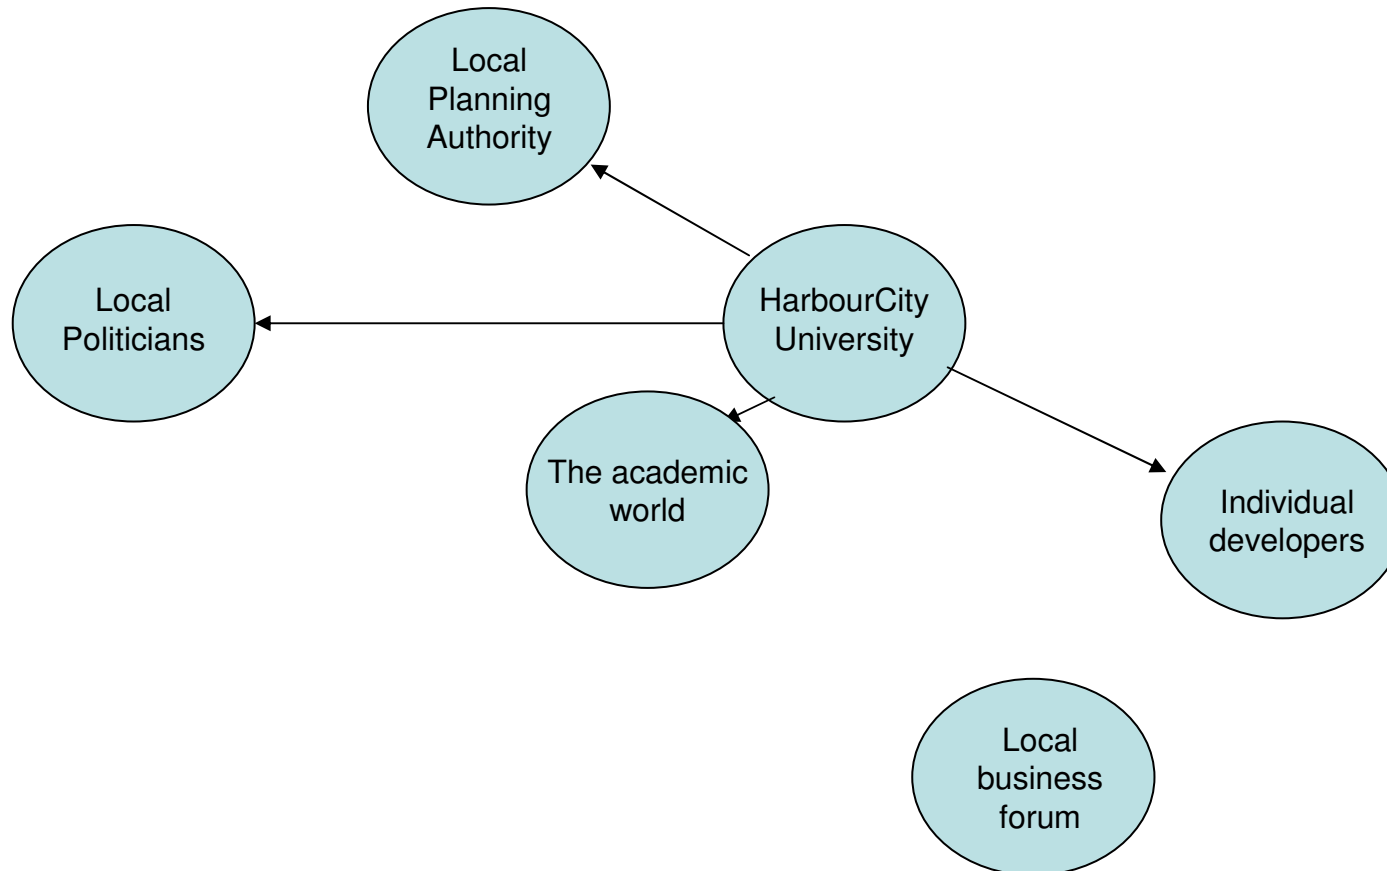 Local
Planning
Authority
Local
Politicians
HarbourCity
University
The academic
world
Individual
developers
Local
business
forum